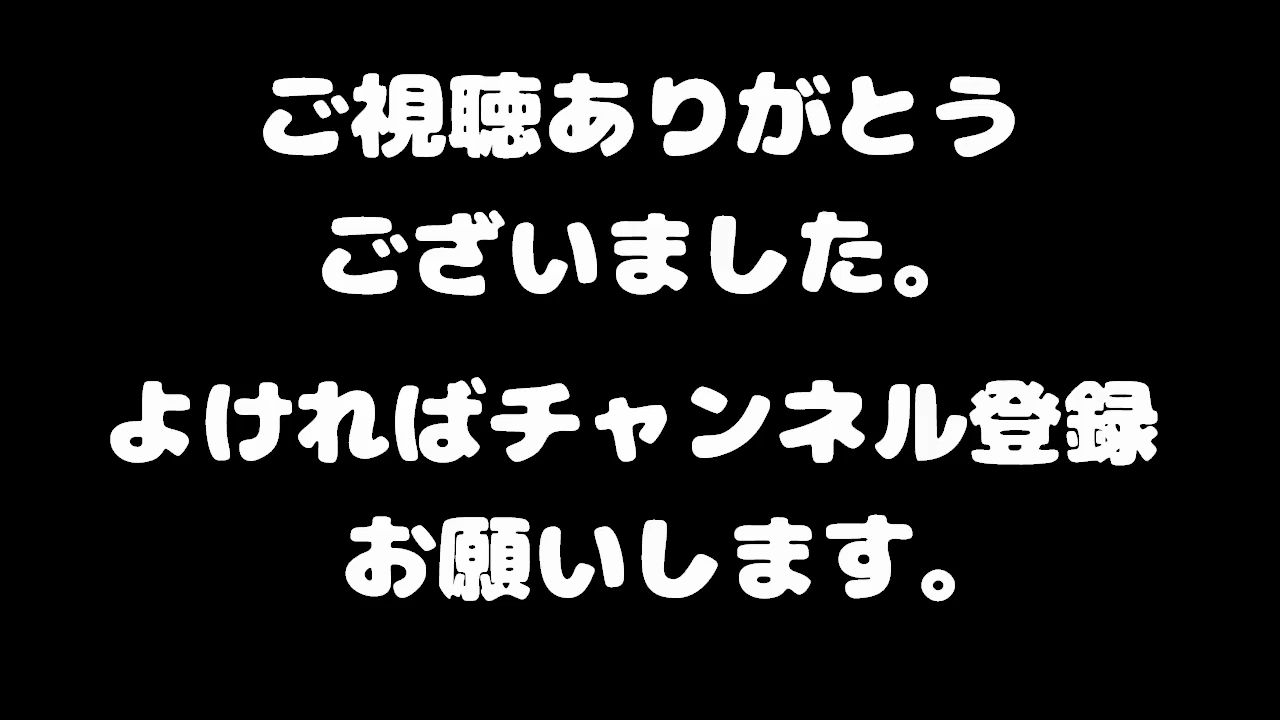 ご視聴ありがとう
ございました。
よければチャンネル登録
お願いします。